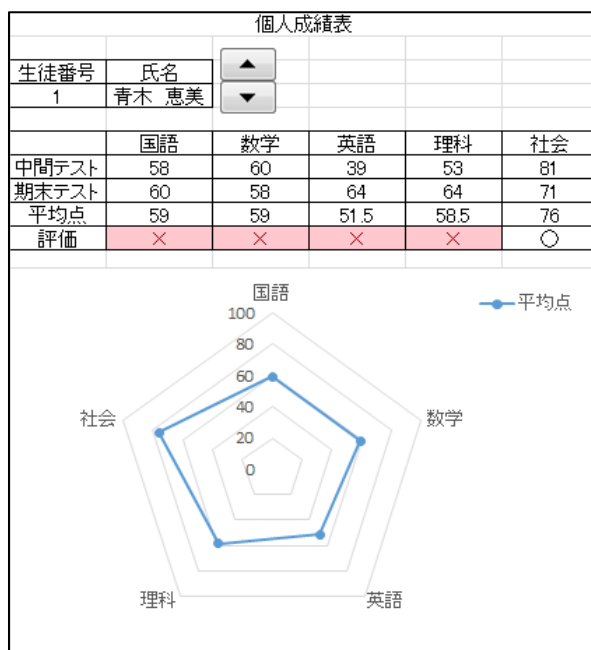 個人成績表
生徒番号 氏名
1 青木 恵美
国語 数学 英語 理科 社会
中間テスト 58 60 39 53 81
期末テスト 60 58 64 64 71
平均点 59 59 51.5 58.5 76
評価 × × × × ○
国語
平均点
100
80
60
40
20
0
社会
数学
理科
英語